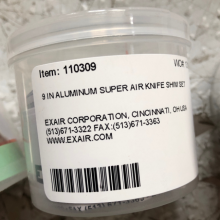 Item: 110309
WO#
9 IN ALUMINUM SUPER AIR KNIFE SHIM SET
EXAIR CORPORATION, CINCINNATI, OH USA
(513)671-3322 FAX:(513)671-3363
WWW.EXAIR.COM